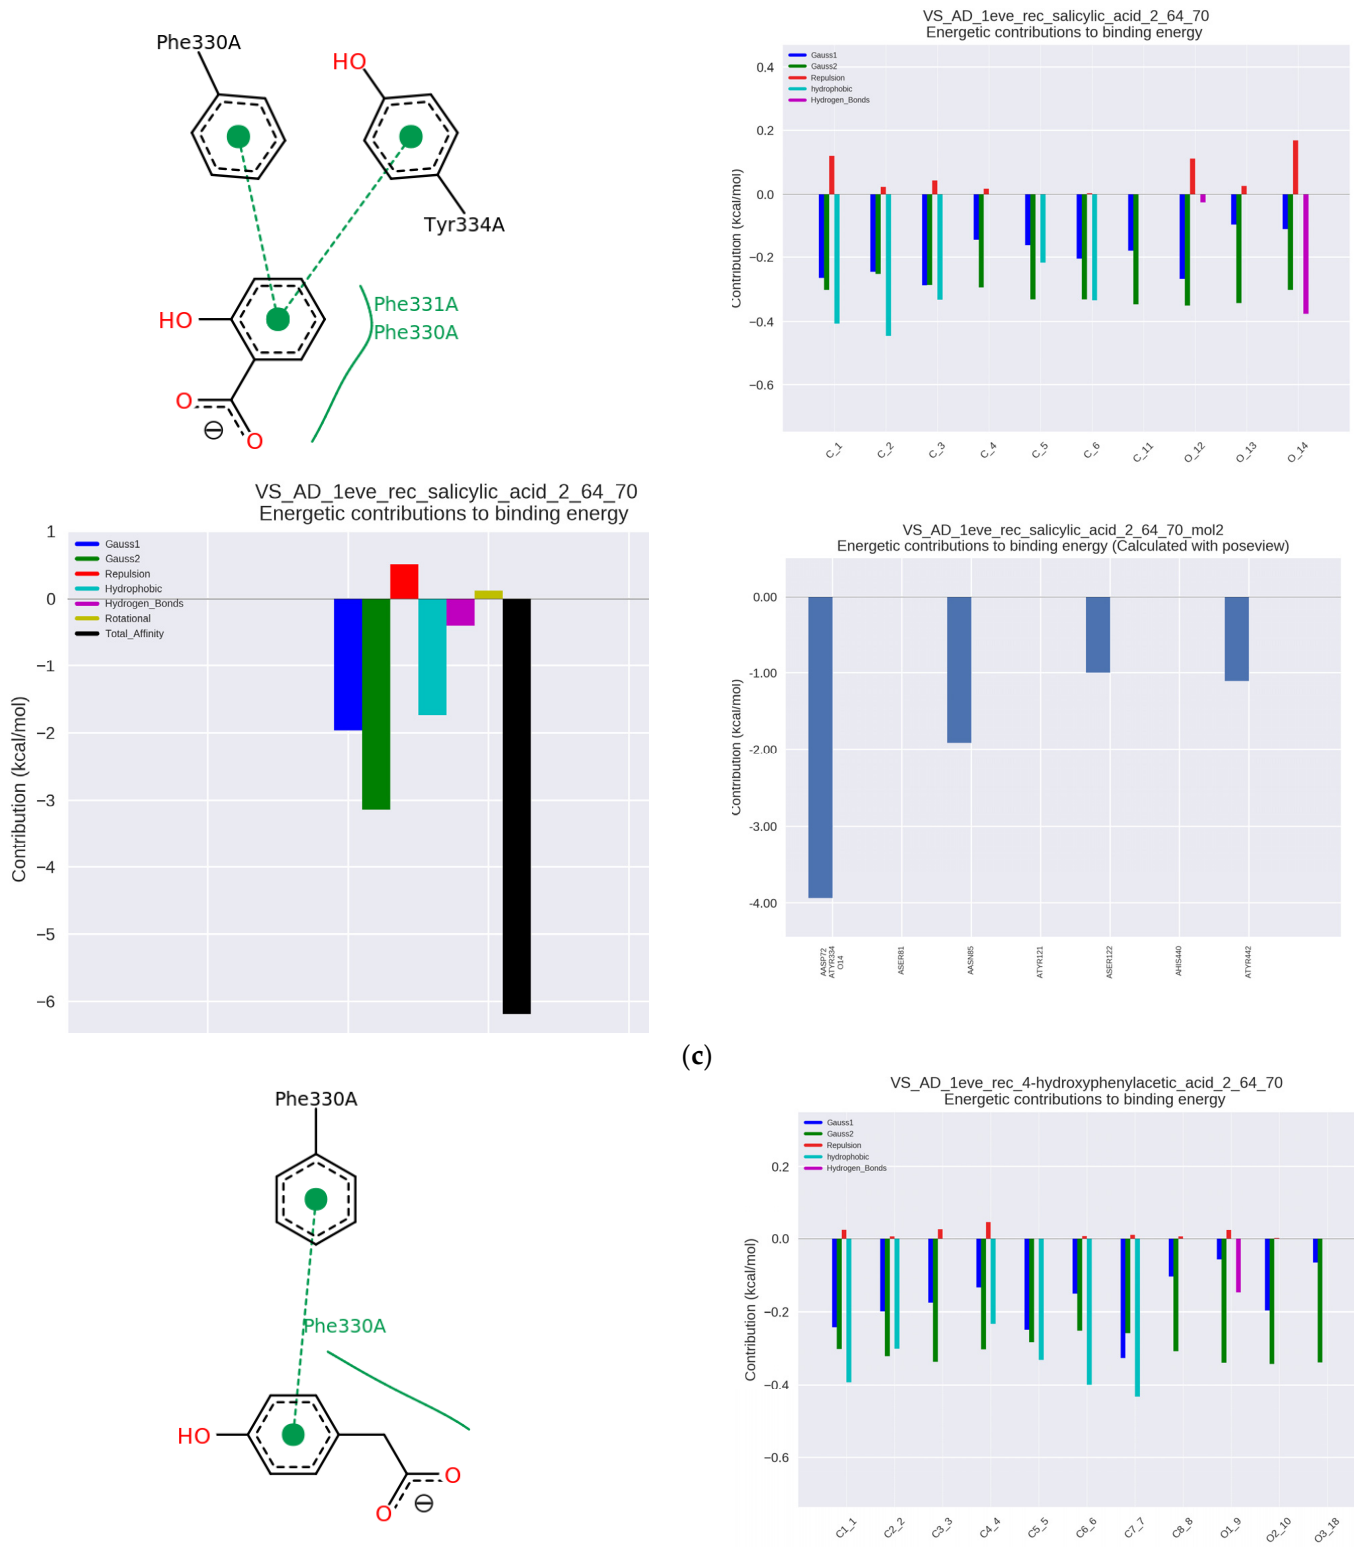 Phe330A
HO
Tyr334A
Phe331A
Phe330A
HO
O
⊖
O
VS_AD_1eve_rec_salicylic_acid_2_64_70
Energetic contributions to binding energy
Gauss1
Gauss2
Repulsion
hydrophobic
Hydrogen_Bonds
0.4
0.2
0.0
−0.2
−0.4
−0.6
Contribution (kcal/mol)
C_1
C_2
C_3
C_4
C_5
C_6
C_11
O_12
O_13
O_14
VS_AD_1eve_rec_salicylic_acid_2_64_70
Energetic contributions to binding energy
Gauss1
Gauss2
Repulsion
Hydrophobic
Hydrogen_Bonds
Rotational
Total_Affinity
1
0
−1
−2
−3
−4
−5
−6
Contribution (kcal/mol)
VS_AD_1eve_rec_salicylic_acid_2_64_70_mol2
Energetic contributions to binding energy (Calculated with poseview)
0.00
-1.00
-2.00
-3.00
-4.00
Contribution (kcal/mol)
AASP72
ATYR334
O14
ASER81
AASN85
ATYR121
ASER122
AHIS440
ATYR442
(c)
Phe330A
Phe330A
HO
O
O
⊖
VS_AD_1eve_rec_4-hydroxyphenylacetic_acid_2_64_70
Energetic contributions to binding energy
Gauss1
Gauss2
Repulsion
hydrophobic
Hydrogen_Bonds
0.2
0.0
−0.2
−0.4
−0.6
Contribution (kcal/mol)
C1_1
C2_2
C3_3
C4_4
C5_5
C6_6
C7_7
C8_8
O1_9
O2_10
O3_18